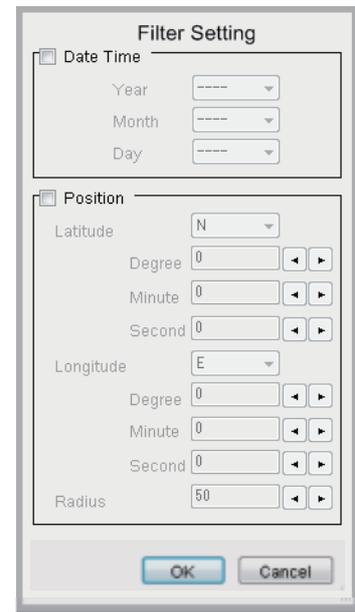 Filter Setting
Date Time
Year ----
Month ----
Day ----
Position
Latitude N
Degree 0
Minute 0
Second 0
Longitude E
Degree 0
Minute 0
Second 0
Radius 50
OK Cancel